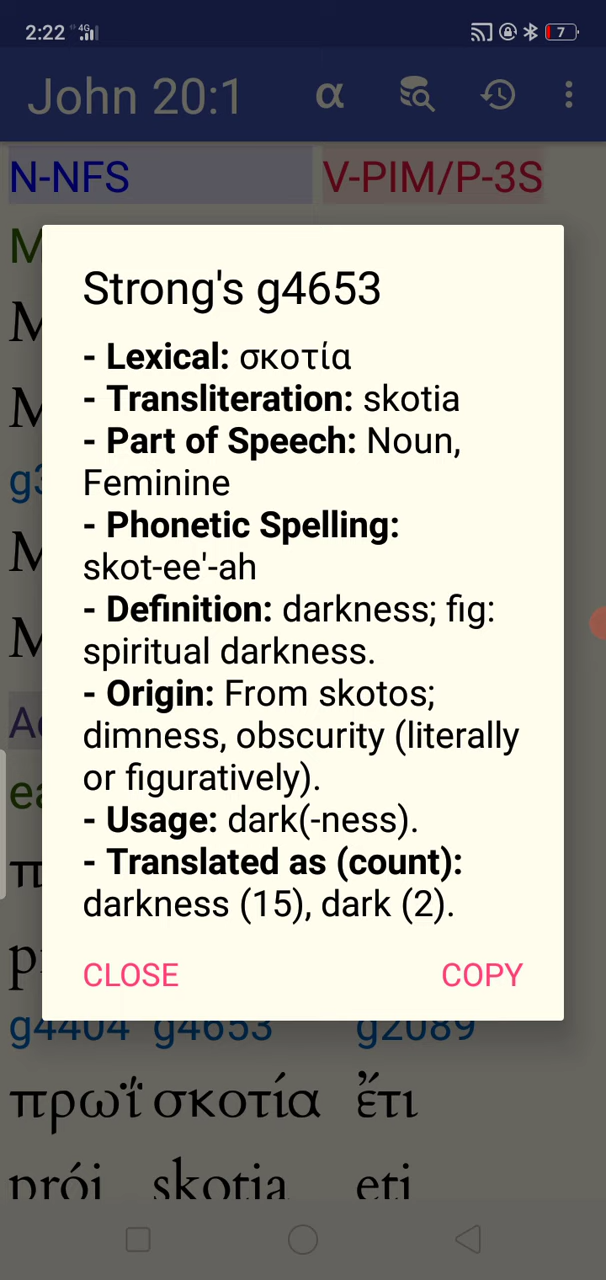 2:22 4G 7
John 20:1 α
N-NFS V-PIM/P-3S
Strong's g4653
- Lexical: σκοτία
- Transliteration: skotia
- Part of Speech: Noun,
Feminine
- Phonetic Spelling:
skot-ee'-ah
- Definition: darkness; fig:
spiritual darkness.
- Origin: From skotos;
dimness, obscurity (literally
or figuratively).
- Usage: dark(-ness).
- Translated as (count):
darkness (15), dark (2).
CLOSE COPY
g4404 g4653 g2089
πρωΐ σκοτία ἔτι
prói skotia eti